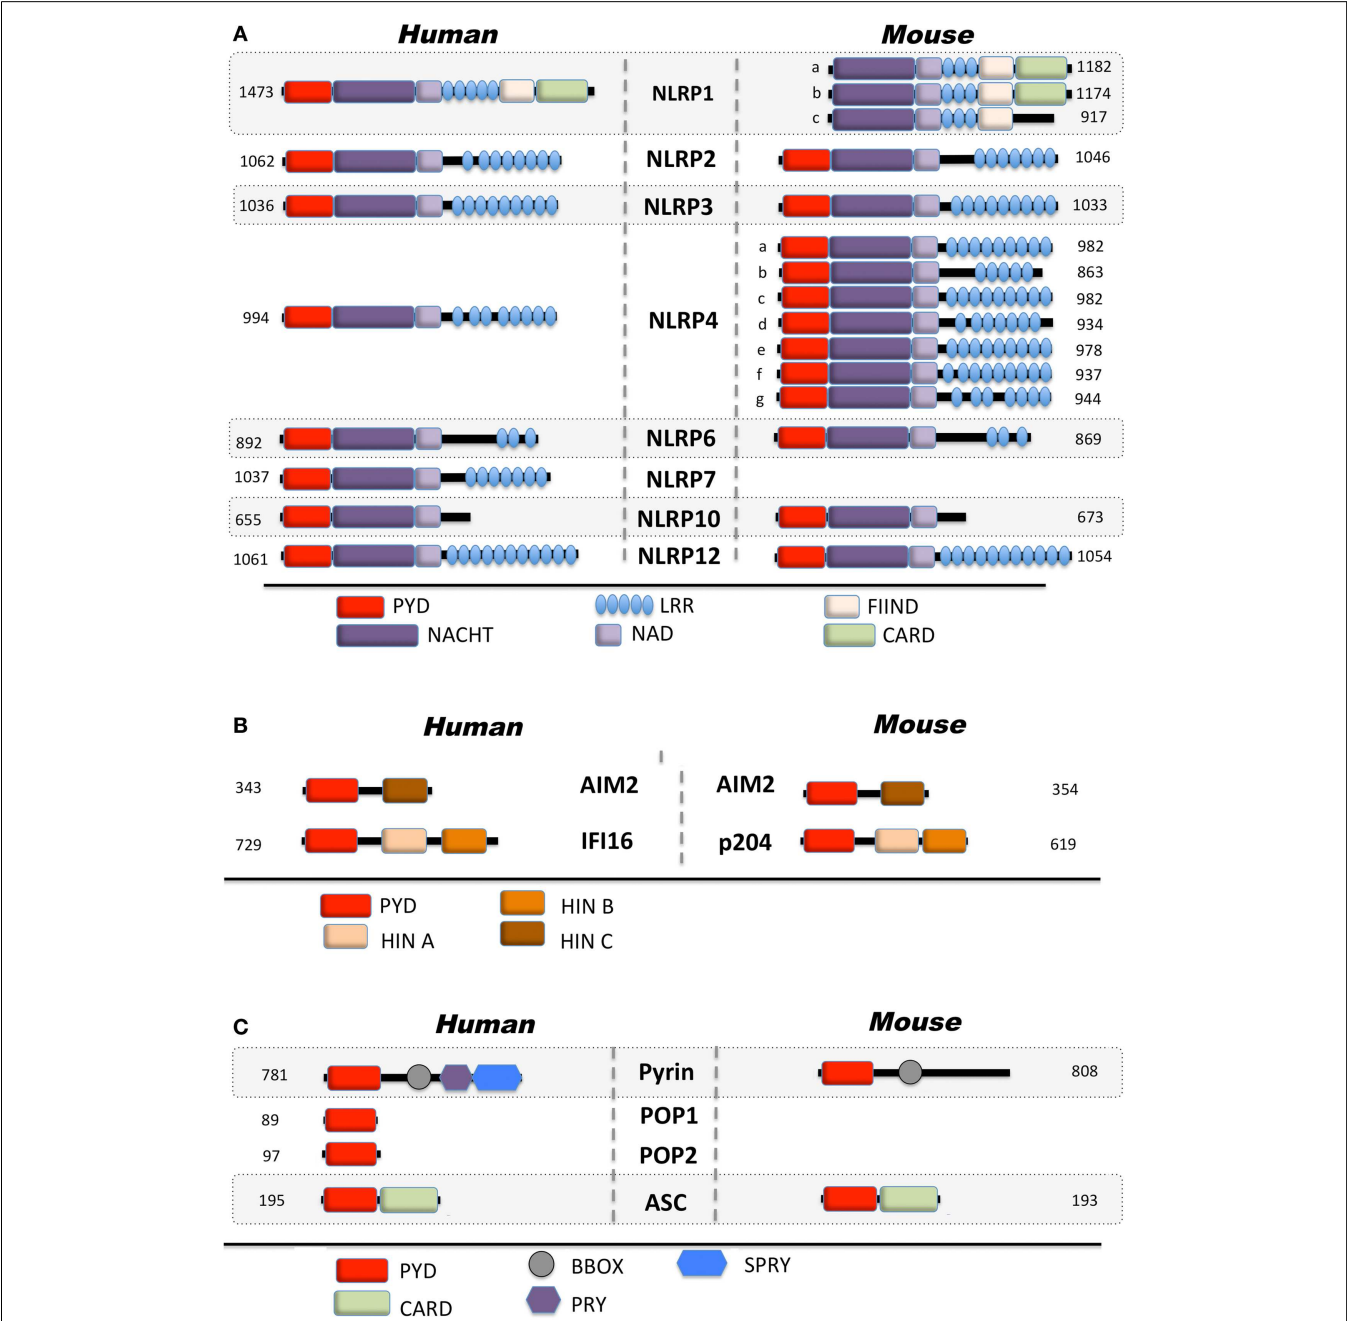 A
Human Mouse
1473 NLRP1 a 1182
b 1174
c 917
1062 NLRP2 1046
1036 NLRP3 1033
994 NLRP4 a 982
b 863
c 982
d 934
e 978
f 937
g 944
892 NLRP6 869
1037 NLRP7
655 NLRP10 673
1061 NLRP12 1054
PYD LRR FIIND
NACHT NAD CARD
B
Human Mouse
343 AIM2 AIM2 354
729 IFI16 p204 619
PYD HIN B
HIN A HIN C
C
Human Mouse
781 Pyrin 808
89 POP1
97 POP2
195 ASC 193
PYD BBOX SPRY
CARD PRY